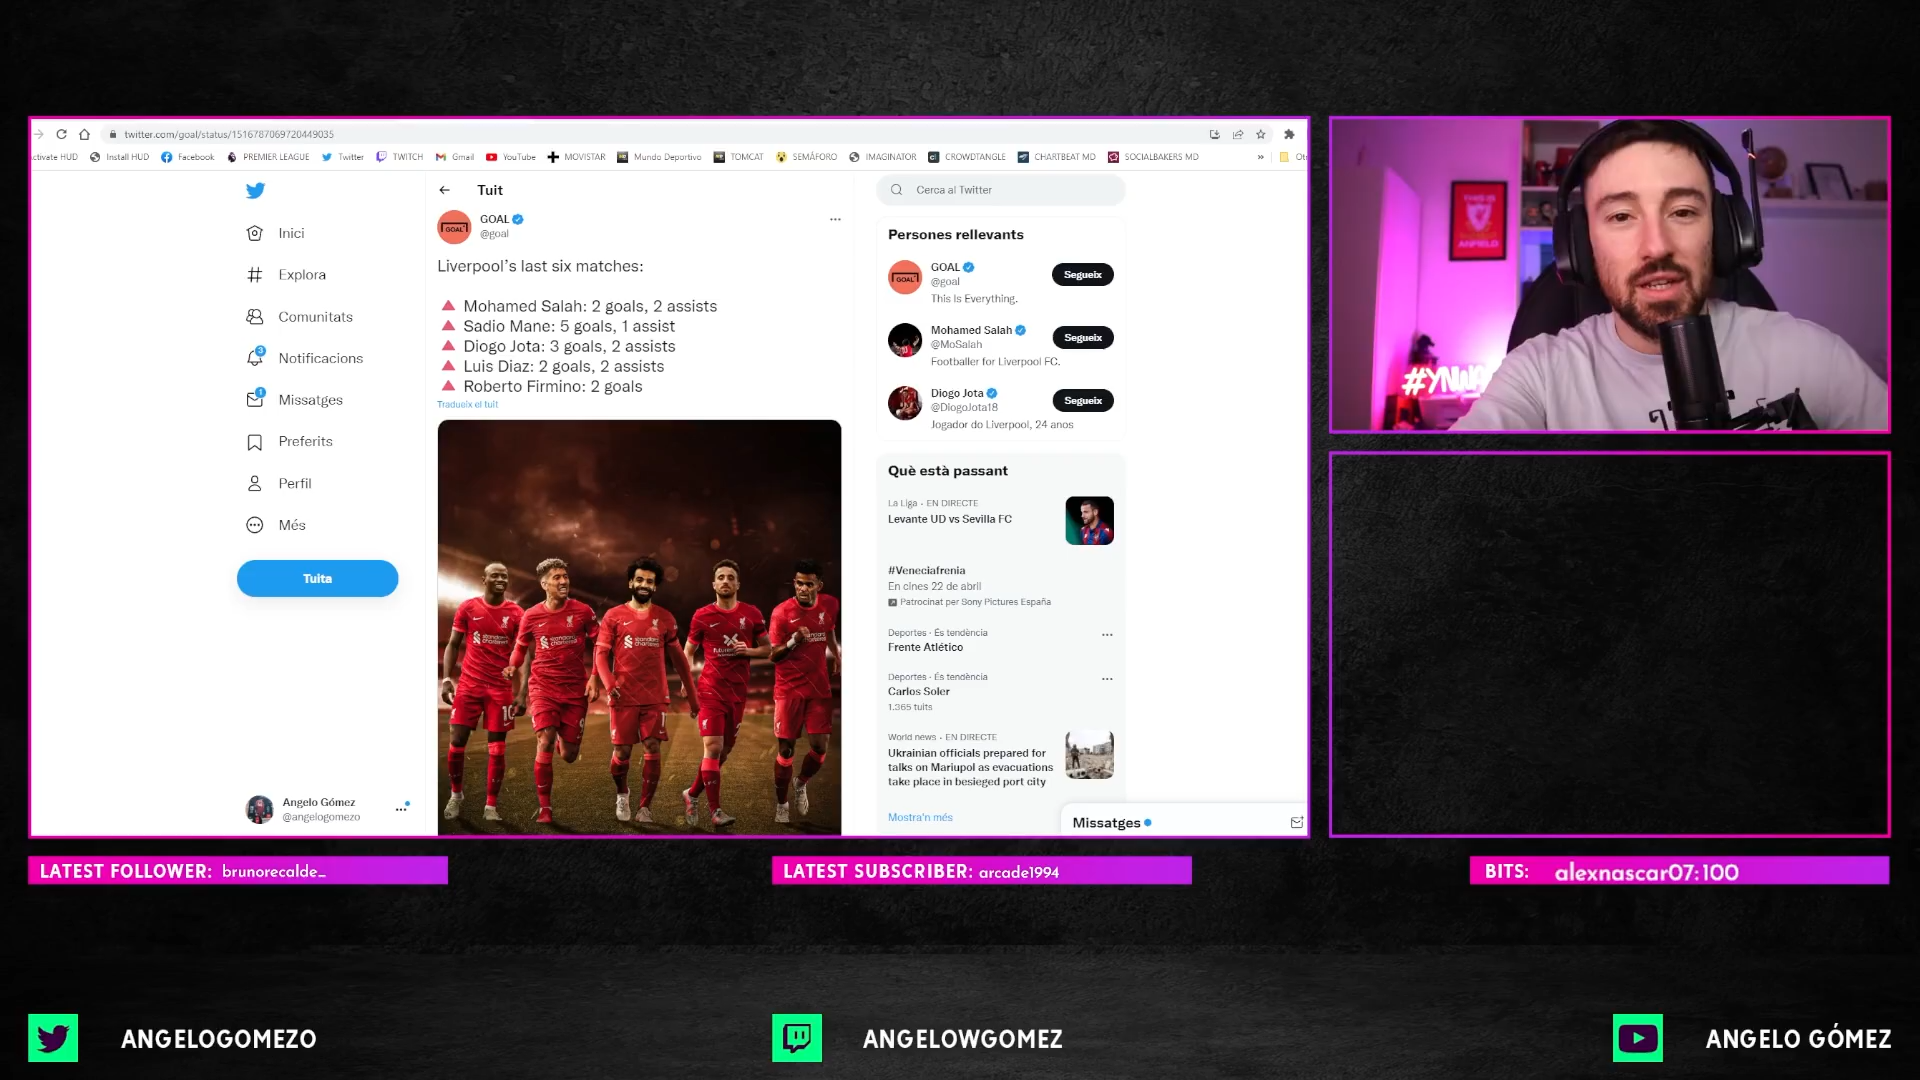 twitter.com/goal/status/1516787069720449035
ctivate HUD Install HUD Facebook PREMIER LEAGUE Twitter TWITCH Gmail YouTube MOVISTAR Mundo Deportivo TOMCAT SEMÁFORO IMAGINATOR CROWDTANGLE CHARTBEAT MD SOCIALBAKERS MD » Otr
Inici
Explora
Comunitats
3
Notificacions
1
Missatges
Preferits
Perfil
Més
Tuita
Angelo Gómez
@angelogomezo
Tuit
GOAL
@goal
Liverpool’s last six matches:
🔺 Mohamed Salah: 2 goals, 2 assists
🔺 Sadio Mane: 5 goals, 1 assist
🔺 Diogo Jota: 3 goals, 2 assists
🔺 Luis Diaz: 2 goals, 2 assists
🔺 Roberto Firmino: 2 goals
Tradueix el tuit
Cerca al Twitter
Persones rellevants
GOAL
@goal
This Is Everything.
Segueix
Mohamed Salah
@MoSalah
Footballer for Liverpool FC.
Segueix
Diogo Jota
@DiogoJota18
Jogador do Liverpool, 24 anos
Segueix
Què està passant
La Liga · EN DIRECTE
Levante UD vs Sevilla FC
#Veneciafrenia
En cines 22 de abril
Patrocinat per Sony Pictures España
Deportes · És tendència
Frente Atlético
Deportes · És tendència
Carlos Soler
1.365 tuits
World news · EN DIRECTE
Ukrainian officials prepared for
talks on Mariupol as evacuations
take place in besieged port city
Mostra'n més
Missatges
THIS IS
ANFIELD
#YNWA
LATEST FOLLOWER: brunorecalde_
LATEST SUBSCRIBER: arcade1994
BITS: alexnascar07: 100
ANGELOGOMEZO
ANGELOWGOMEZ
ANGELO GÓMEZ